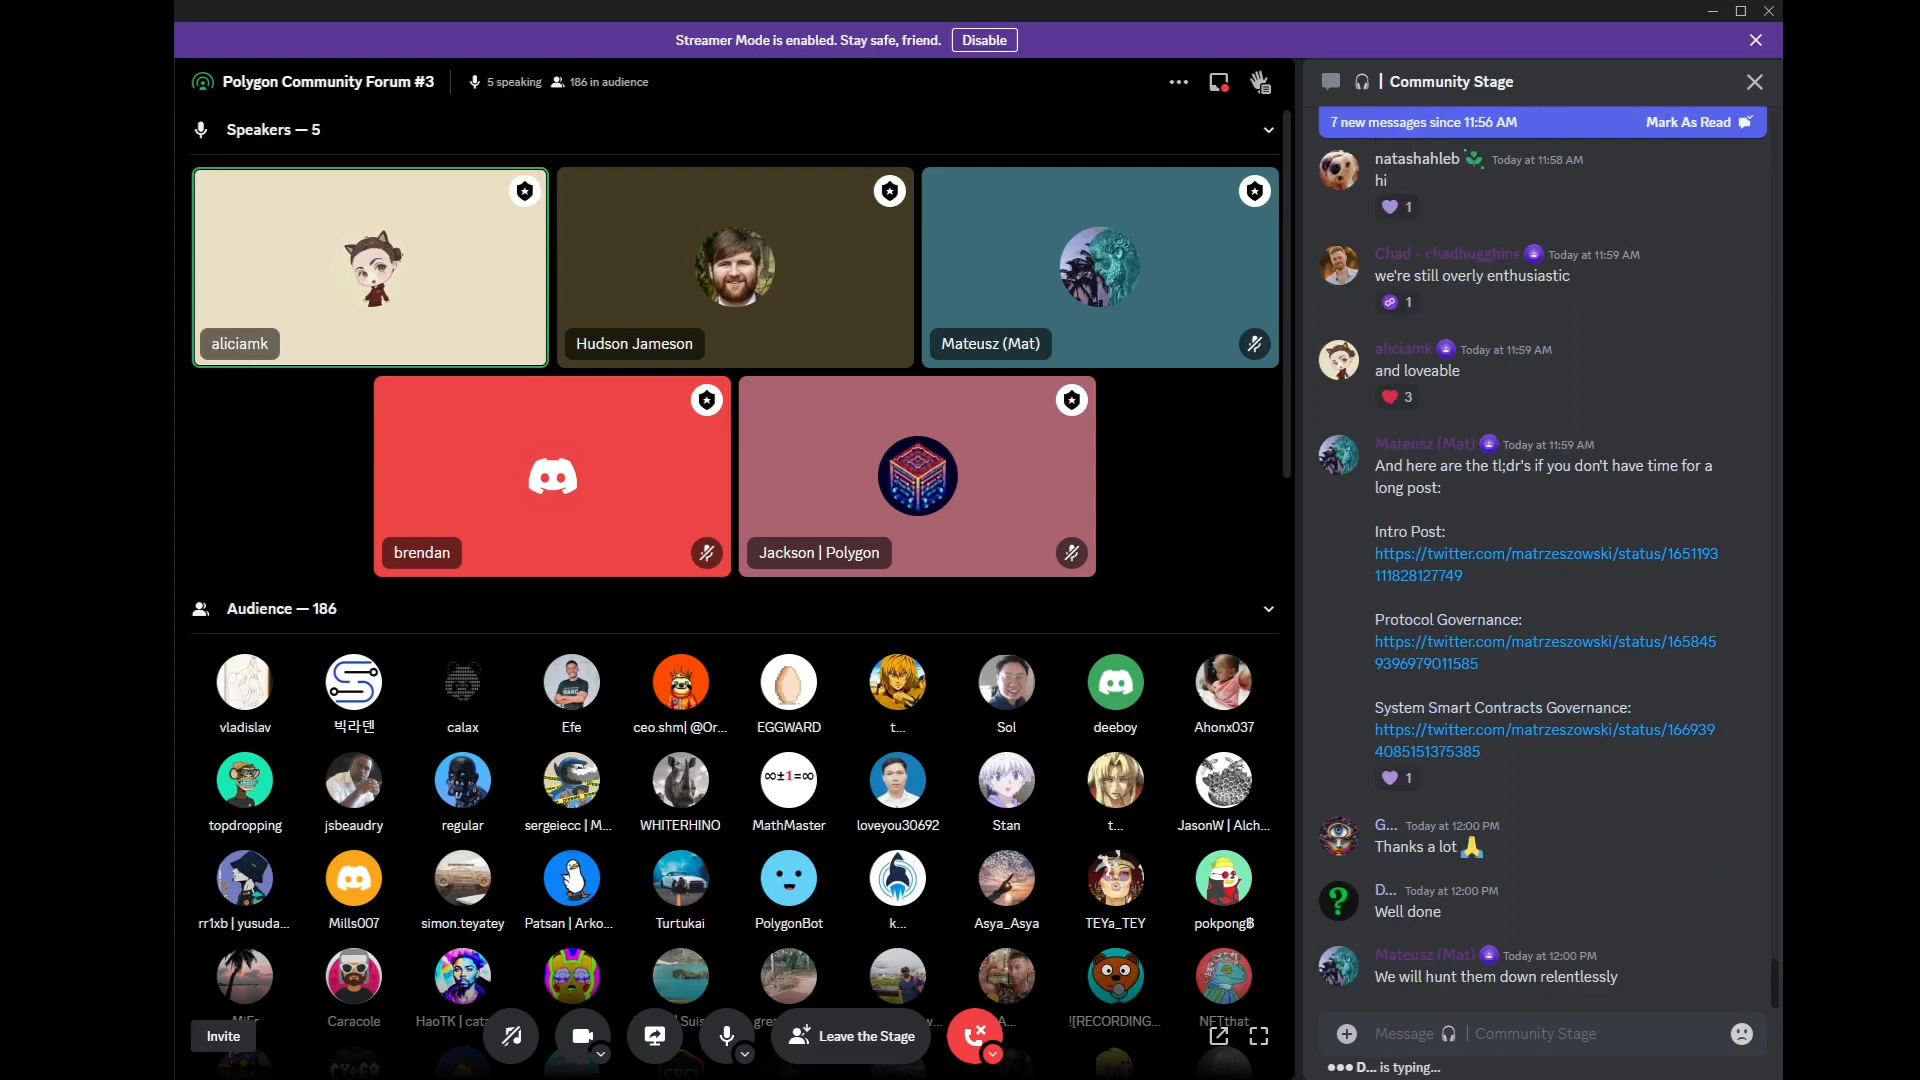 Streamer Mode is enabled. Stay safe, friend. Disable
Polygon Community Forum #3
5 speaking 186 in audience
Speakers — 5
aliciamk
Hudson Jameson
Mateusz (Mat)
brendan
Jackson | Polygon
Audience — 186
vladislav
빅라덴
calax
Efe
ceo.shm| @Or...
EGGWARD
t...
Sol
deeboy
Ahonx037
∞±1=∞
topdropping
jsbeaudry
regular
sergeiecc | M...
WHITERHINO
MathMaster
loveyou30692
Stan
t...
JasonW | Alch...
rr1xb | yusuda...
Mills007
simon.teyatey
Patsan | Arko...
Turtukai
PolygonBot
k...
Asya_Asya
TEYa_TEY
pokpong฿
Caracole
HaoTK | cata
![RECORDING...
NFTthat
Invite
Leave the Stage
| Community Stage
7 new messages since 11:56 AM Mark As Read
natashahleb Today at 11:58 AM
hi
1
Chad - chadhugghins Today at 11:59 AM
we're still overly enthusiastic
1
aliciamk Today at 11:59 AM
and loveable
3
Mateusz (Mat) Today at 11:59 AM
And here are the tl;dr's if you don't have time for a
long post:
Intro Post:
https://twitter.com/matrzeszowski/status/1651193
111828127749
Protocol Governance:
https://twitter.com/matrzeszowski/status/165845
9396979011585
System Smart Contracts Governance:
https://twitter.com/matrzeszowski/status/166939
4085151375385
1
G... Today at 12:00 PM
Thanks a lot 🙏
D... Today at 12:00 PM
Well done
Mateusz (Mat) Today at 12:00 PM
We will hunt them down relentlessly
Message | Community Stage
D... is typing...